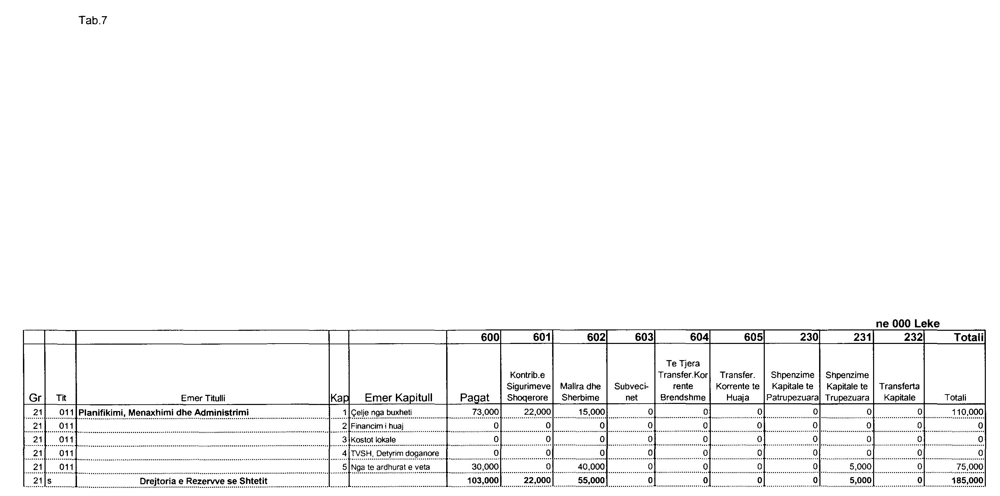 Tab.7
ne 000 Leke
600 601 602 603 604 605 230 231 232 Totali
Gr Tit Emer Titulli Kap Emer Kapitull Pagat Kontrib.e Sigurimeve Shoqerore Mallra dhe Sherbime Subveci-net Te Tjera Transfer.Korrente Brendshme Transfer. Korrente te Huaja Shpenzime Kapitale te Patrupezuara Shpenzime Kapitale te Trupezuara Transferta Kapitale Totali
21 011 Planifikimi, Menaxhimi dhe Administrimi 1 Çelje nga buxheti 73,000 22,000 15,000 0 0 0 0 0 0 110,000
21 011 2 Financim i huaj 0 0 0 0 0 0 0 0 0 0
21 011 3 Kostot lokale 0 0 0 0 0 0 0 0 0 0
21 011 4 TVSH, Detyrim doganore 0 0 0 0 0 0 0 0 0 0
21 011 5 Nga te ardhurat e veta 30,000 0 40,000 0 0 0 0 5,000 0 75,000
21 s Drejtoria e Rezervve se Shtetit 103,000 22,000 55,000 0 0 0 0 5,000 0 185,000